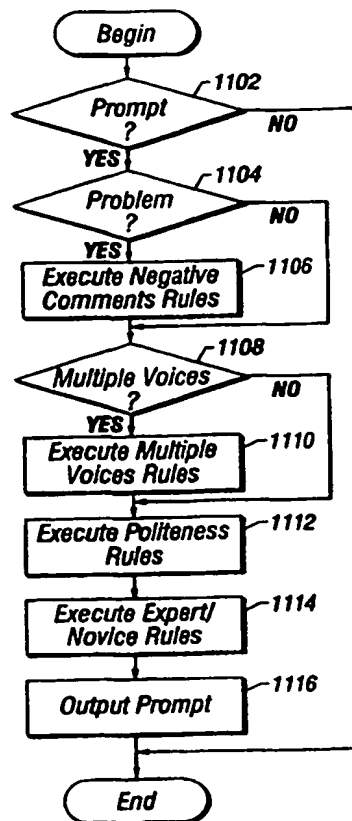 Begin
1102
Prompt
?
NO
YES
1104
Problem
?
NO
YES
1106
Execute Negative
Comments Rules
1108
Multiple Voices
?
NO
YES
1110
Execute Multiple
Voices Rules
1112
Execute Politeness
Rules
1114
Execute Expert/
Novice Rules
1116
Output Prompt
End